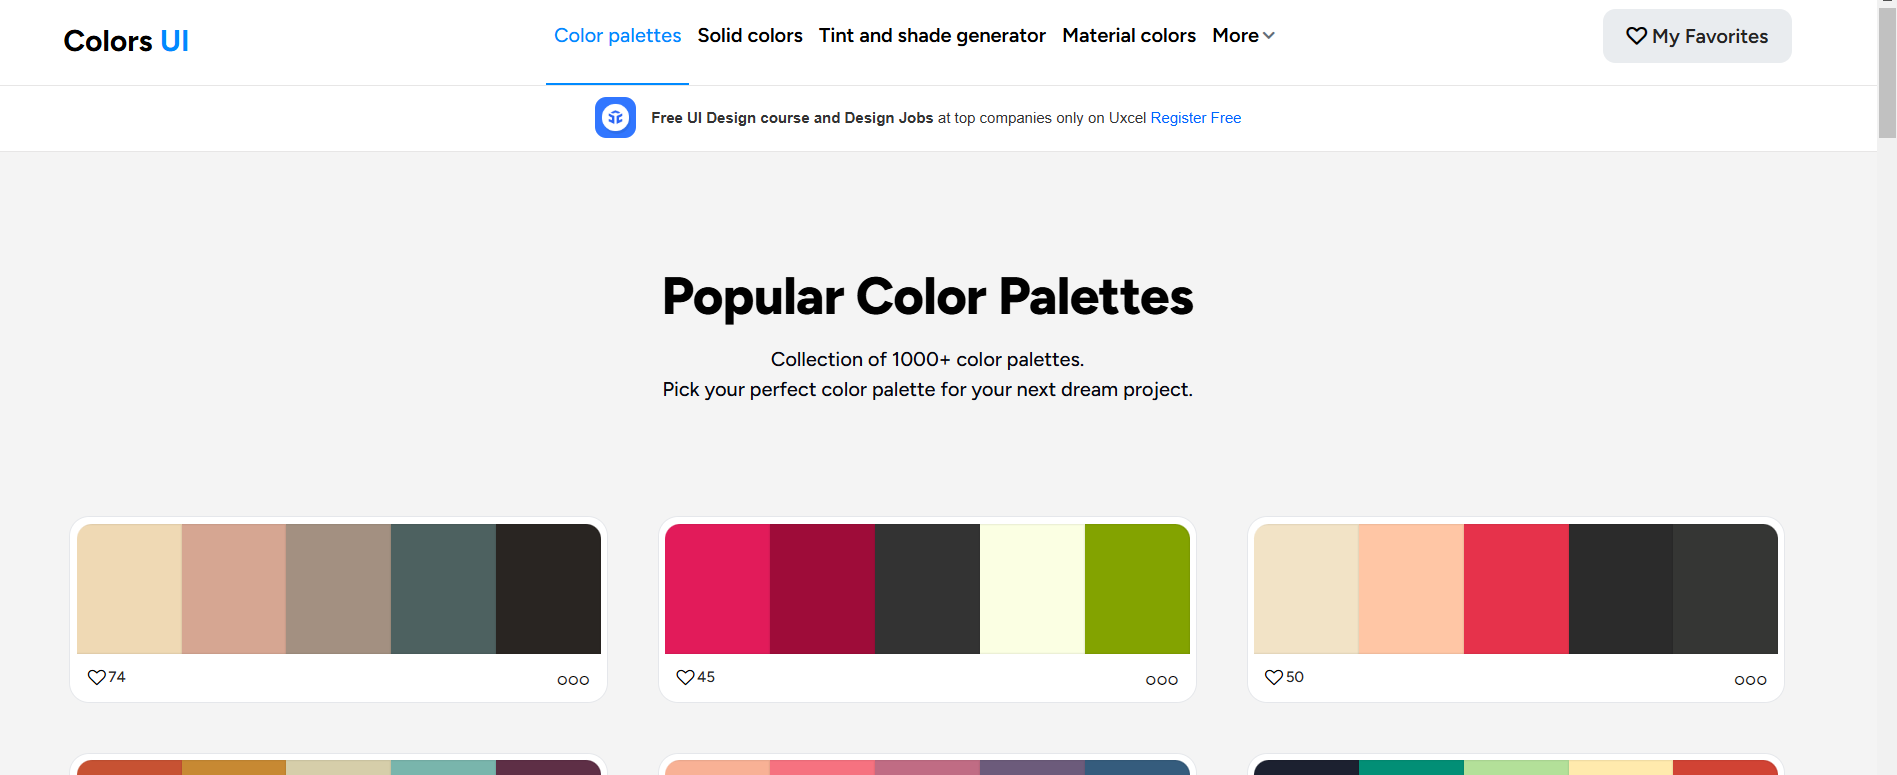 Colors UI
Color palettes Solid colors Tint and shade generator Material colors More
My Favorites
Free UI Design course and Design Jobs at top companies only on Uxcel Register Free
Popular Color Palettes
Collection of 1000+ color palettes.
Pick your perfect color palette for your next dream project.
74
45
50